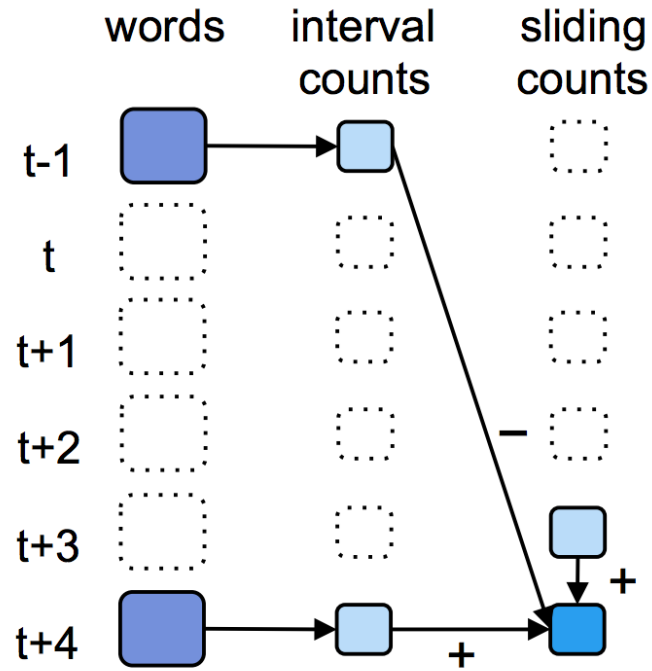 words interval counts sliding counts
t-1
t
t+1
t+2
−
t+3
+
t+4
+